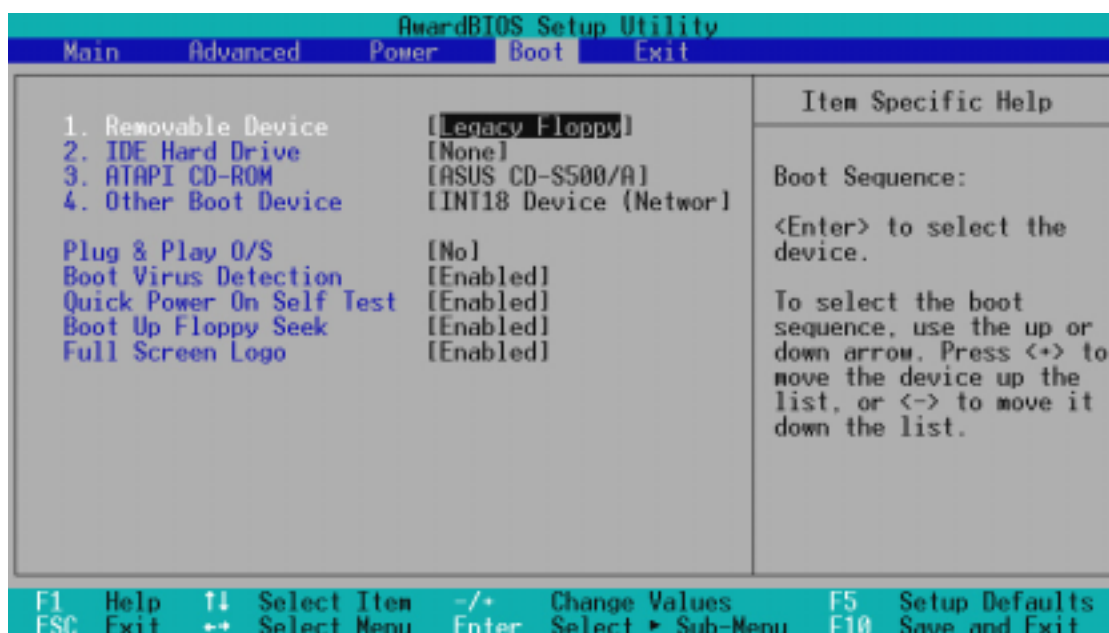 AwardBIOS Setup Utility
Main Advanced Power Boot Exit
1. Removable Device [Legacy Floppy]
2. IDE Hard Drive [None]
3. ATAPI CD-ROM [ASUS CD-S500/A]
4. Other Boot Device [INT18 Device (Networ]
Plug & Play O/S [No]
Boot Virus Detection [Enabled]
Quick Power On Self Test [Enabled]
Boot Up Floppy Seek [Enabled]
Full Screen Logo [Enabled]
Item Specific Help
Boot Sequence:
<Enter> to select the
device.
To select the boot
sequence, use the up or
down arrow. Press <+> to
move the device up the
list, or <-> to move it
down the list.
F1 Help ↑↓ Select Item -/+ Change Values F5 Setup Defaults
ESC Exit ←→ Select Menu Enter Select ► Sub-Menu F10 Save and Exit